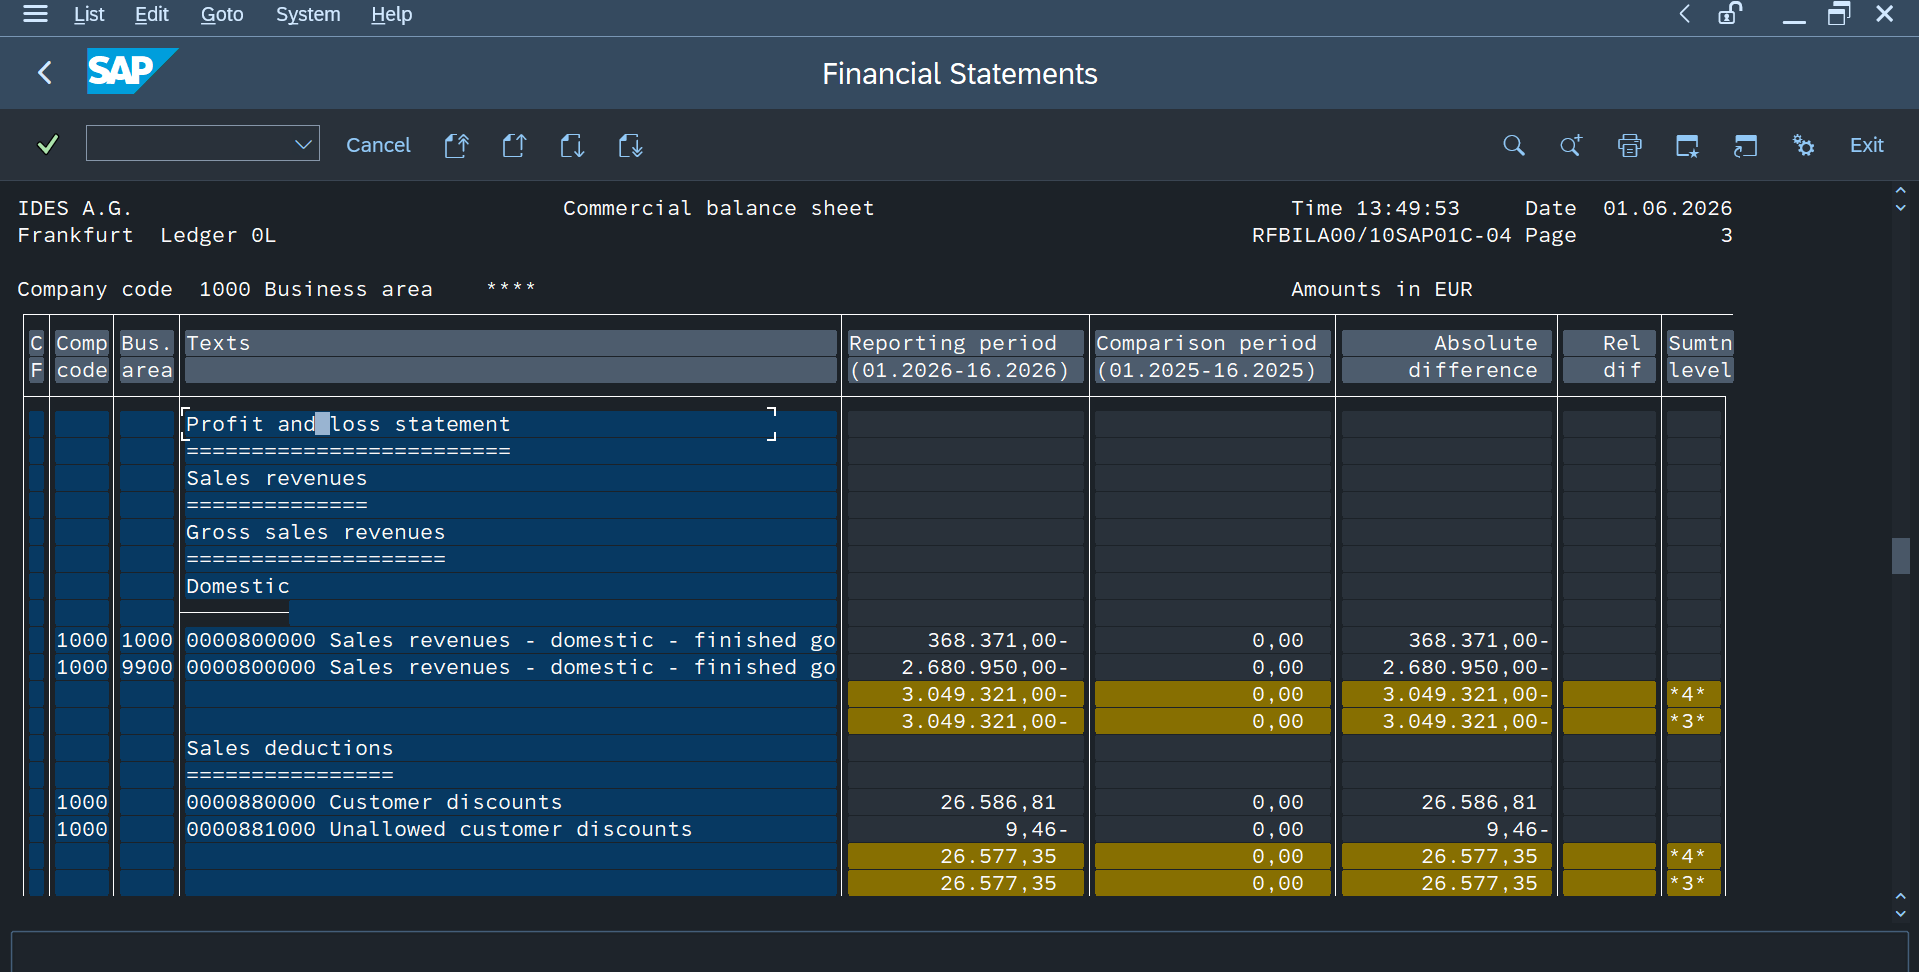 List Edit Goto System Help
SAP Financial Statements
Cancel Exit
IDES A.G. Commercial balance sheet Time 13:49:53 Date 01.06.2026
Frankfurt Ledger 0L RFBILA00/10SAP01C-04 Page 3
Company code 1000 Business area **** Amounts in EUR
C Comp Bus. Texts Reporting period Comparison period Absolute Rel Sumtn
F code area (01.2026-16.2026) (01.2025-16.2025) difference dif level
Profit and loss statement
=========================
Sales revenues
==============
Gross sales revenues
====================
Domestic
1000 1000 0000800000 Sales revenues - domestic - finished go 368.371,00- 0,00 368.371,00-
1000 9900 0000800000 Sales revenues - domestic - finished go 2.680.950,00- 0,00 2.680.950,00-
3.049.321,00- 0,00 3.049.321,00- *4*
3.049.321,00- 0,00 3.049.321,00- *3*
Sales deductions
================
1000 0000880000 Customer discounts 26.586,81 0,00 26.586,81
1000 0000881000 Unallowed customer discounts 9,46- 0,00 9,46-
26.577,35 0,00 26.577,35 *4*
26.577,35 0,00 26.577,35 *3*